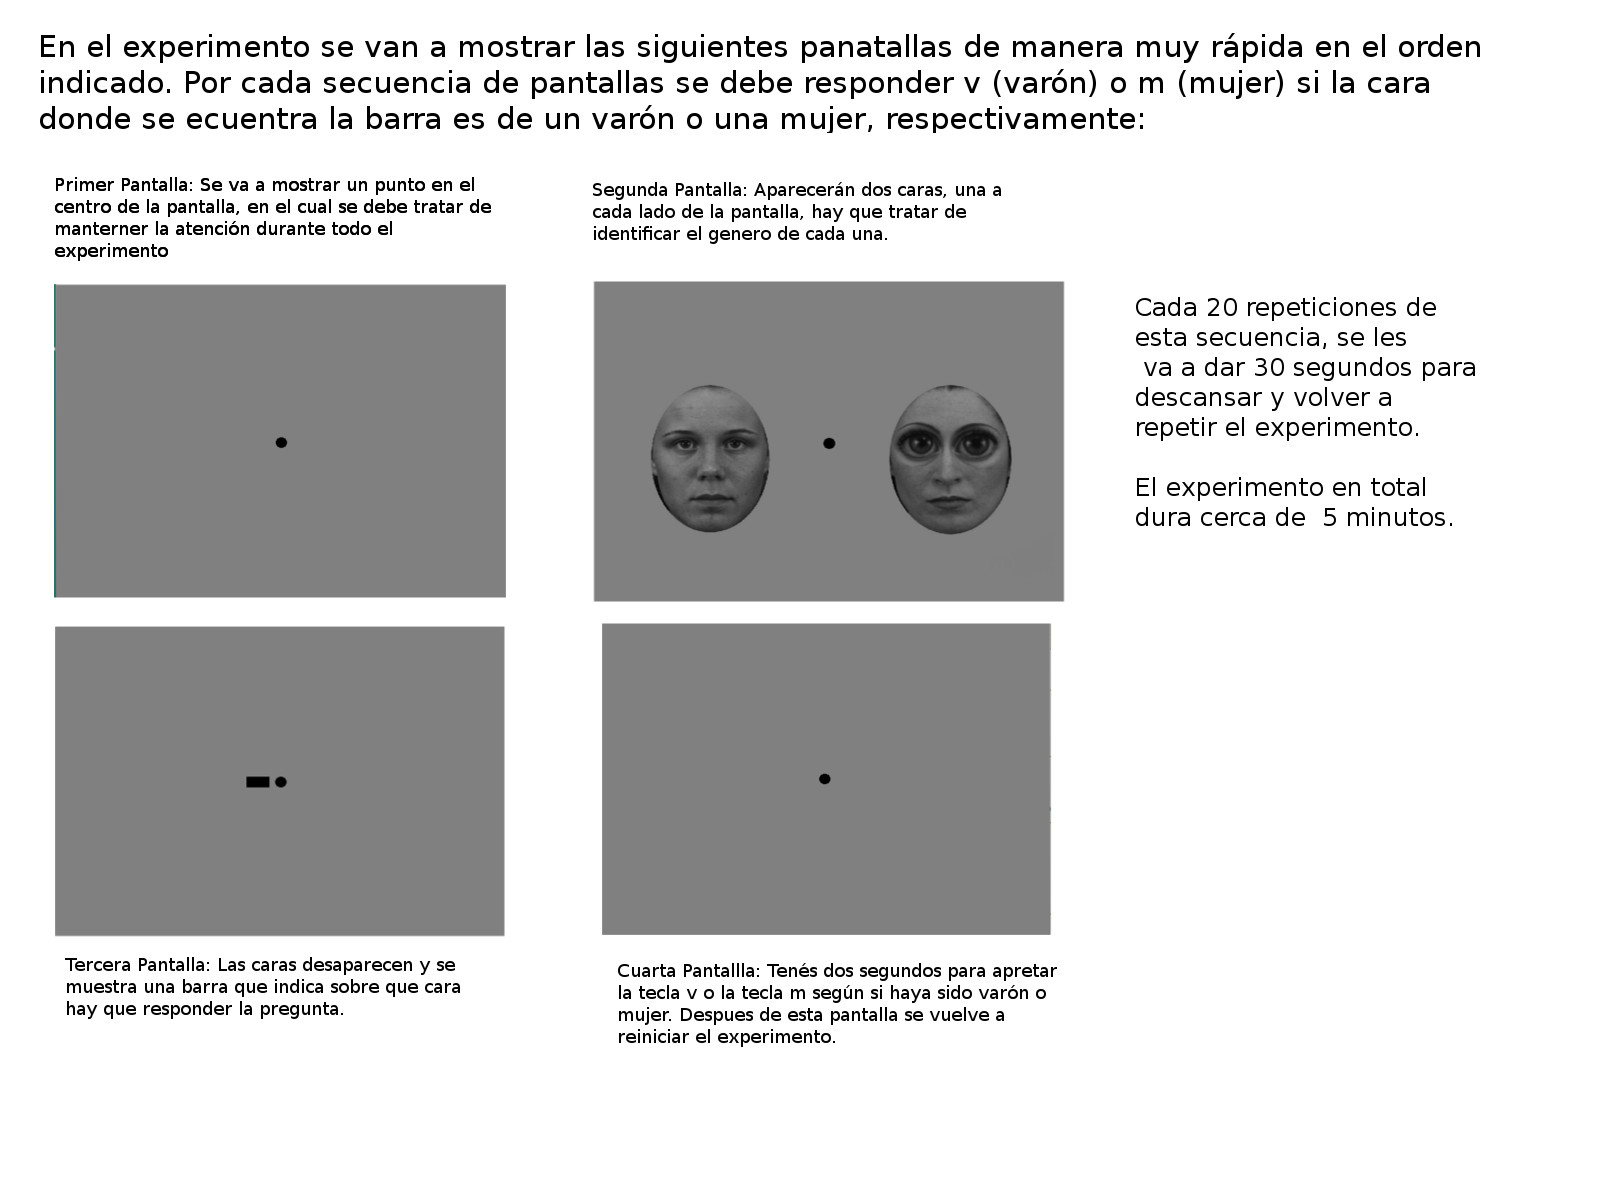 En el experimento se van a mostrar las siguientes panatallas de manera muy rápida en el orden
indicado. Por cada secuencia de pantallas se debe responder v (varón) o m (mujer) si la cara
donde se ecuentra la barra es de un varón o una mujer, respectivamente:
Primer Pantalla: Se va a mostrar un punto en el
centro de la pantalla, en el cual se debe tratar de
manterner la atención durante todo el
experimento
Segunda Pantalla: Aparecerán dos caras, una a
cada lado de la pantalla, hay que tratar de
identificar el genero de cada una.
Cada 20 repeticiones de
esta secuencia, se les
va a dar 30 segundos para
descansar y volver a
repetir el experimento.
El experimento en total
dura cerca de  5 minutos.
Tercera Pantalla: Las caras desaparecen y se
muestra una barra que indica sobre que cara
hay que responder la pregunta.
Cuarta Pantallla: Tenés dos segundos para apretar
la tecla v o la tecla m según si haya sido varón o
mujer. Despues de esta pantalla se vuelve a
reiniciar el experimento.